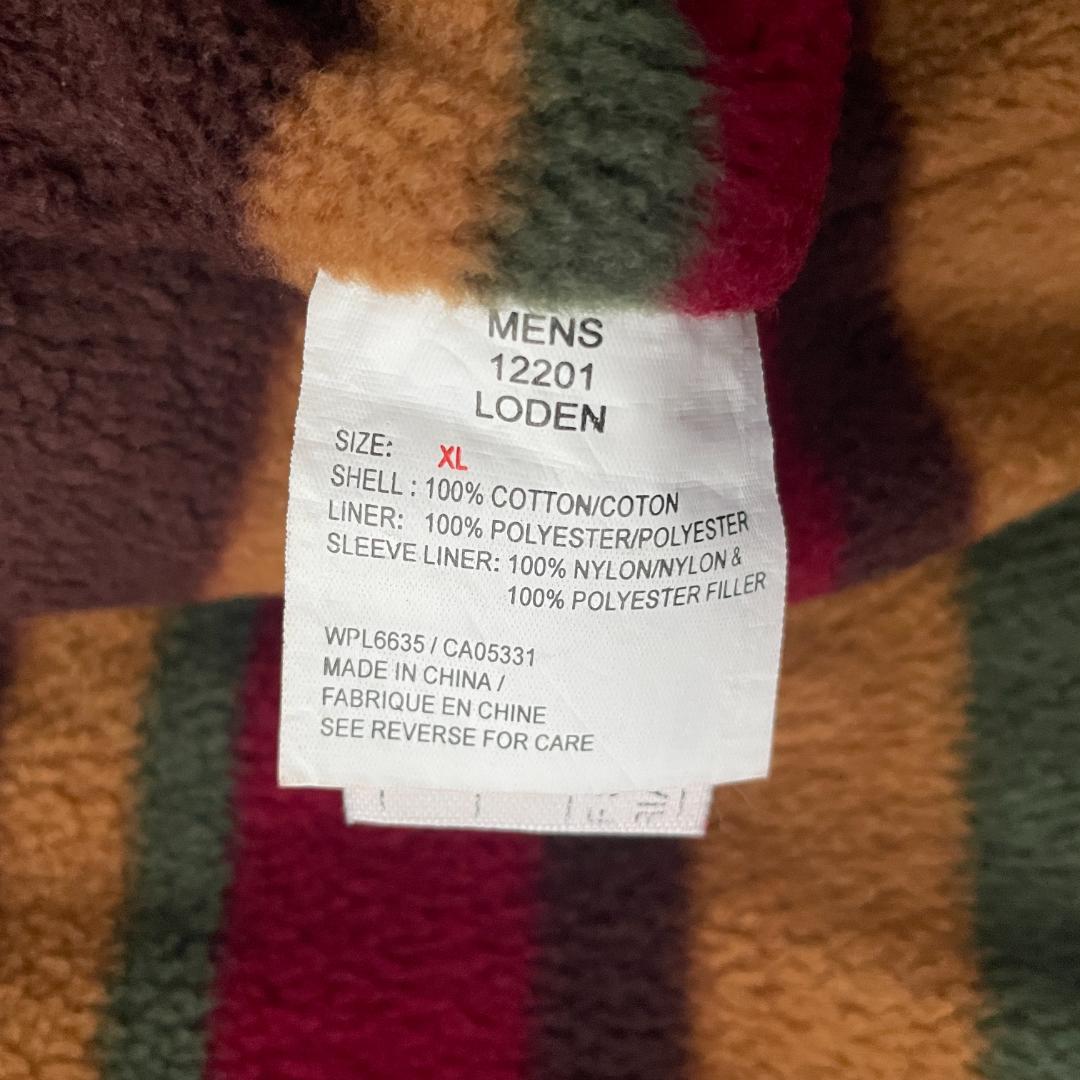 MENS
12201
LODEN
SIZE: XL
SHELL : 100% COTTON/COTON
LINER: 100% POLYESTER/POLYESTER
SLEEVE LINER: 100% NYLON/NYLON &
100% POLYESTER FILLER
WPL6635 / CA05331
MADE IN CHINA /
FABRIQUE EN CHINE
SEE REVERSE FOR CARE